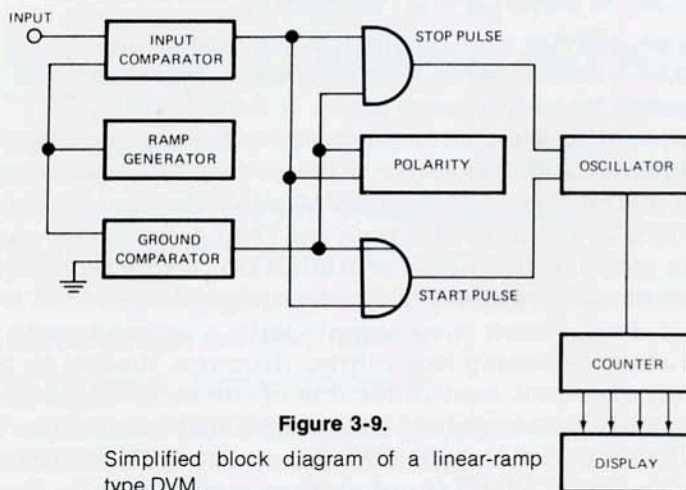 INPUT
INPUT
COMPARATOR
STOP PULSE
RAMP
GENERATOR
POLARITY
OSCILLATOR
GROUND
COMPARATOR
START PULSE
COUNTER
Figure 3-9.
Simplified block diagram of a linear-ramp
type DVM
DISPLAY